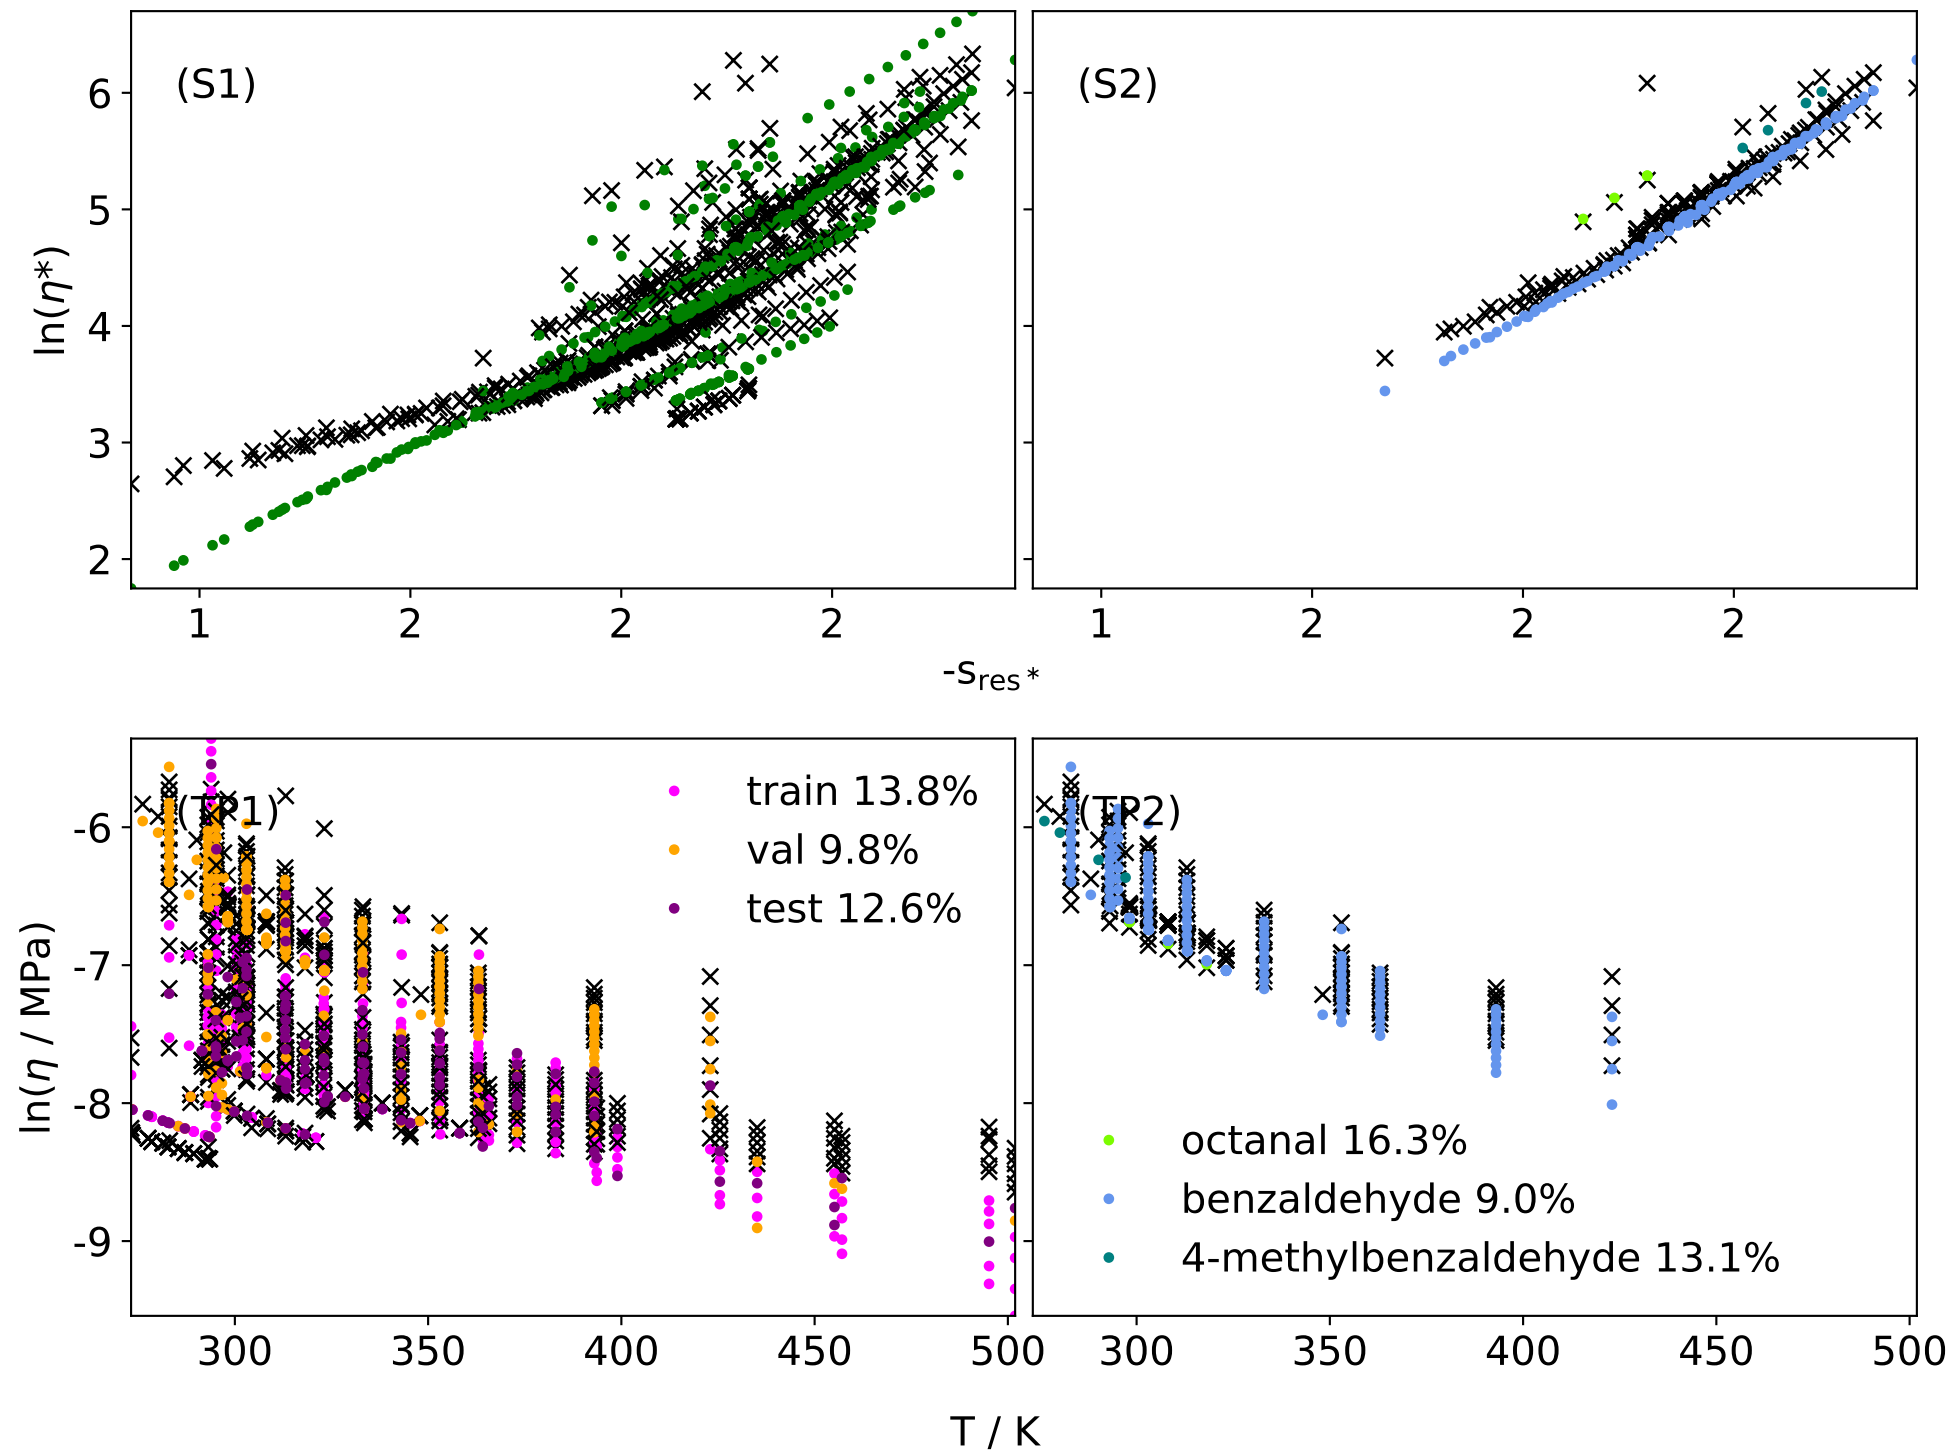 (S1)
(S2)
ln(η*)
6
5
4
3
2
1 2 2 2
1 2 2 2
-s_res*
(TP1)
(TP2)
train 13.8%
val 9.8%
test 12.6%
ln(η / MPa)
-6
-7
-8
-9
octanal 16.3%
benzaldehyde 9.0%
4-methylbenzaldehyde 13.1%
300 350 400 450 500
300 350 400 450 500
T / K